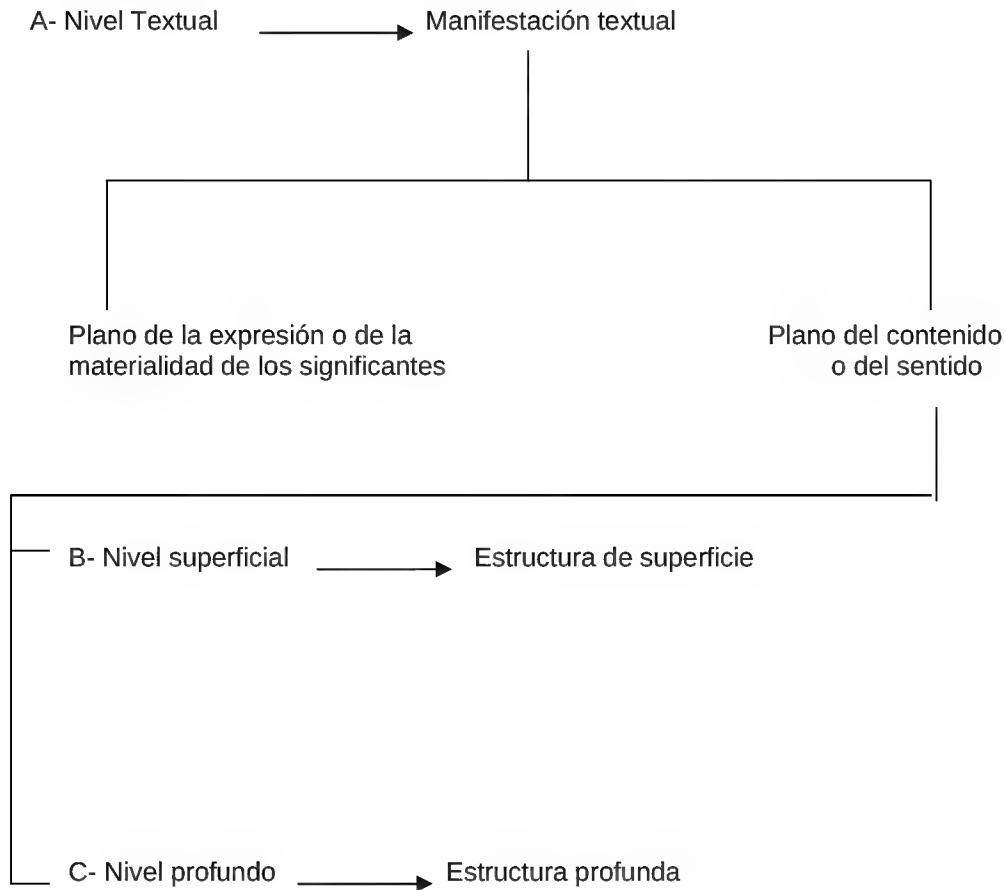 A- Nivel Textual Manifestación textual
Plano de la expresión o de la
materialidad de los significantes
Plano del contenido
o del sentido
B- Nivel superficial Estructura de superficie
C- Nivel profundo Estructura profunda